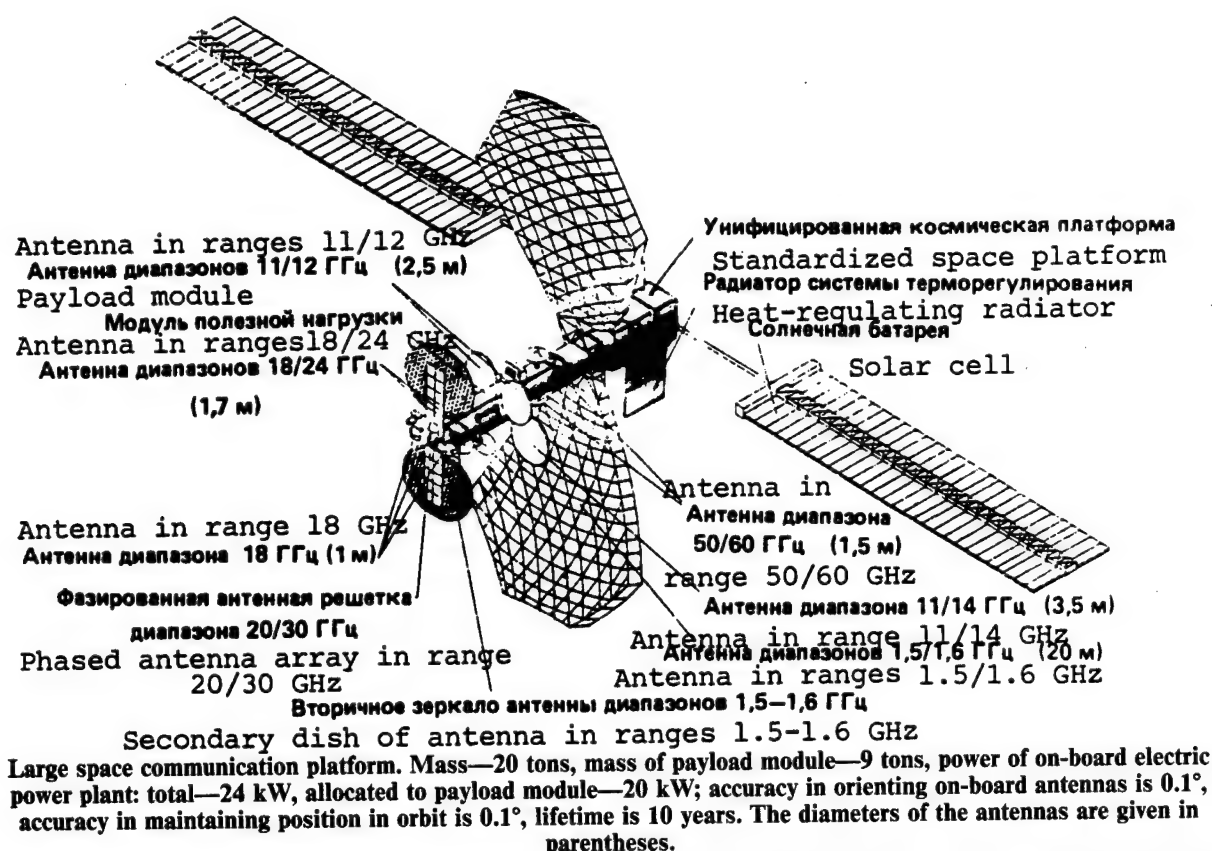 Antenna in ranges 11/12 GHz
Антенна диапазонов 11/12 ГГц (2,5 м)
Payload module
Модуль полезной нагрузки
Antenna in ranges18/24 GHz
Антенна диапазонов 18/24 ГГц
(1,7 м)
Унифицированная космическая платформа
Standardized space platform
Радиатор системы терморегулирования
Heat-regulating radiator
Солнечная батарея
Solar cell
Antenna in range 18 GHz
Антенна диапазона 18 ГГц (1 м)
Фазированная антенная решетка
диапазона 20/30 ГГц
Phased antenna array in range
20/30 GHz
Antenna in
Антенна диапазона
50/60 ГГц (1,5 м)
range 50/60 GHz
Антенна диапазона 11/14 ГГц (3,5 м)
Antenna in range 11/14 GHz
Антенна диапазонов 1,5/1,6 ГГц (20 м)
Antenna in ranges 1.5/1.6 GHz
Вторичное зеркало антенны диапазонов 1,5—1,6 ГГц
Secondary dish of antenna in ranges 1.5-1.6 GHz
Large space communication platform. Mass—20 tons, mass of payload module—9 tons, power of on-board electric
power plant: total—24 kW, allocated to payload module—20 kW; accuracy in orienting on-board antennas is 0.1°,
accuracy in maintaining position in orbit is 0.1°, lifetime is 10 years. The diameters of the antennas are given in
parentheses.